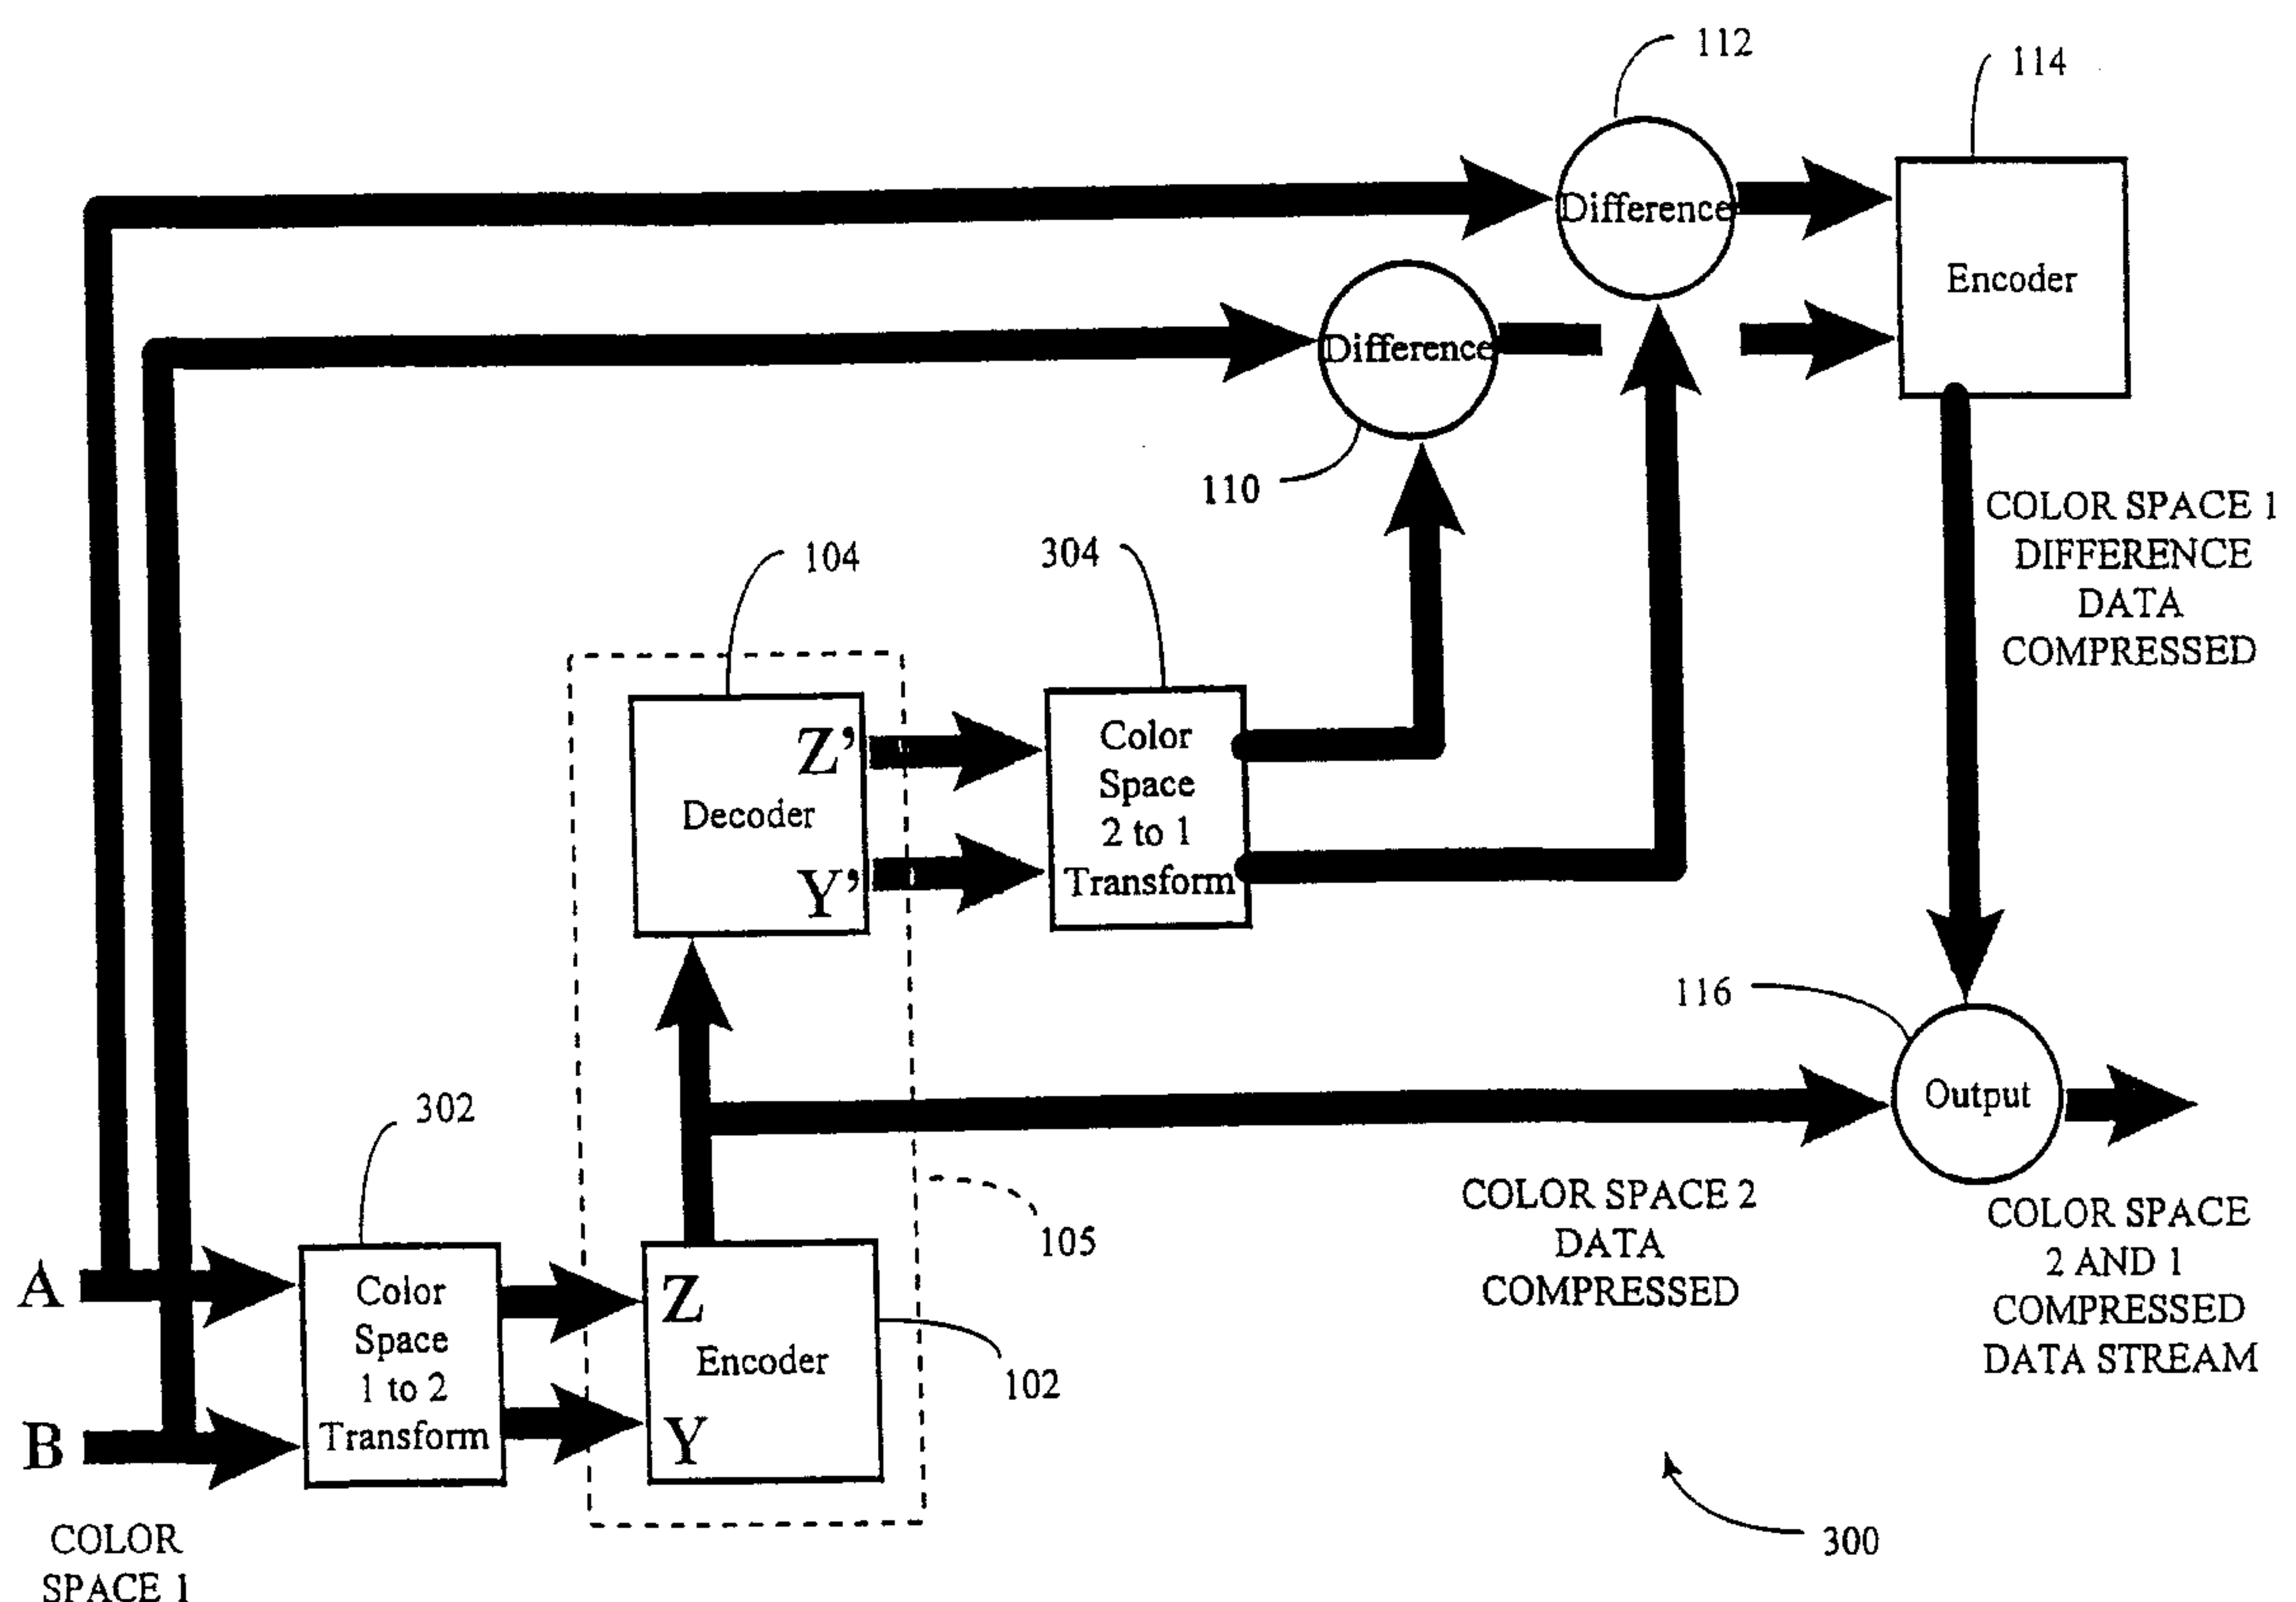 112
114
Difference
Encoder
Difference
110
COLOR SPACE 1
DIFFERENCE
DATA
COMPRESSED
104
304
Z’
Decoder
Y’
Color
Space
2 to 1
Transform
116
Output
302
105
COLOR SPACE 2
DATA
COMPRESSED
COLOR SPACE
2 AND 1
COMPRESSED
DATA STREAM
A
B
Color
Space
1 to 2
Transform
Z
Encoder
Y
102
COLOR
SPACE 1
300